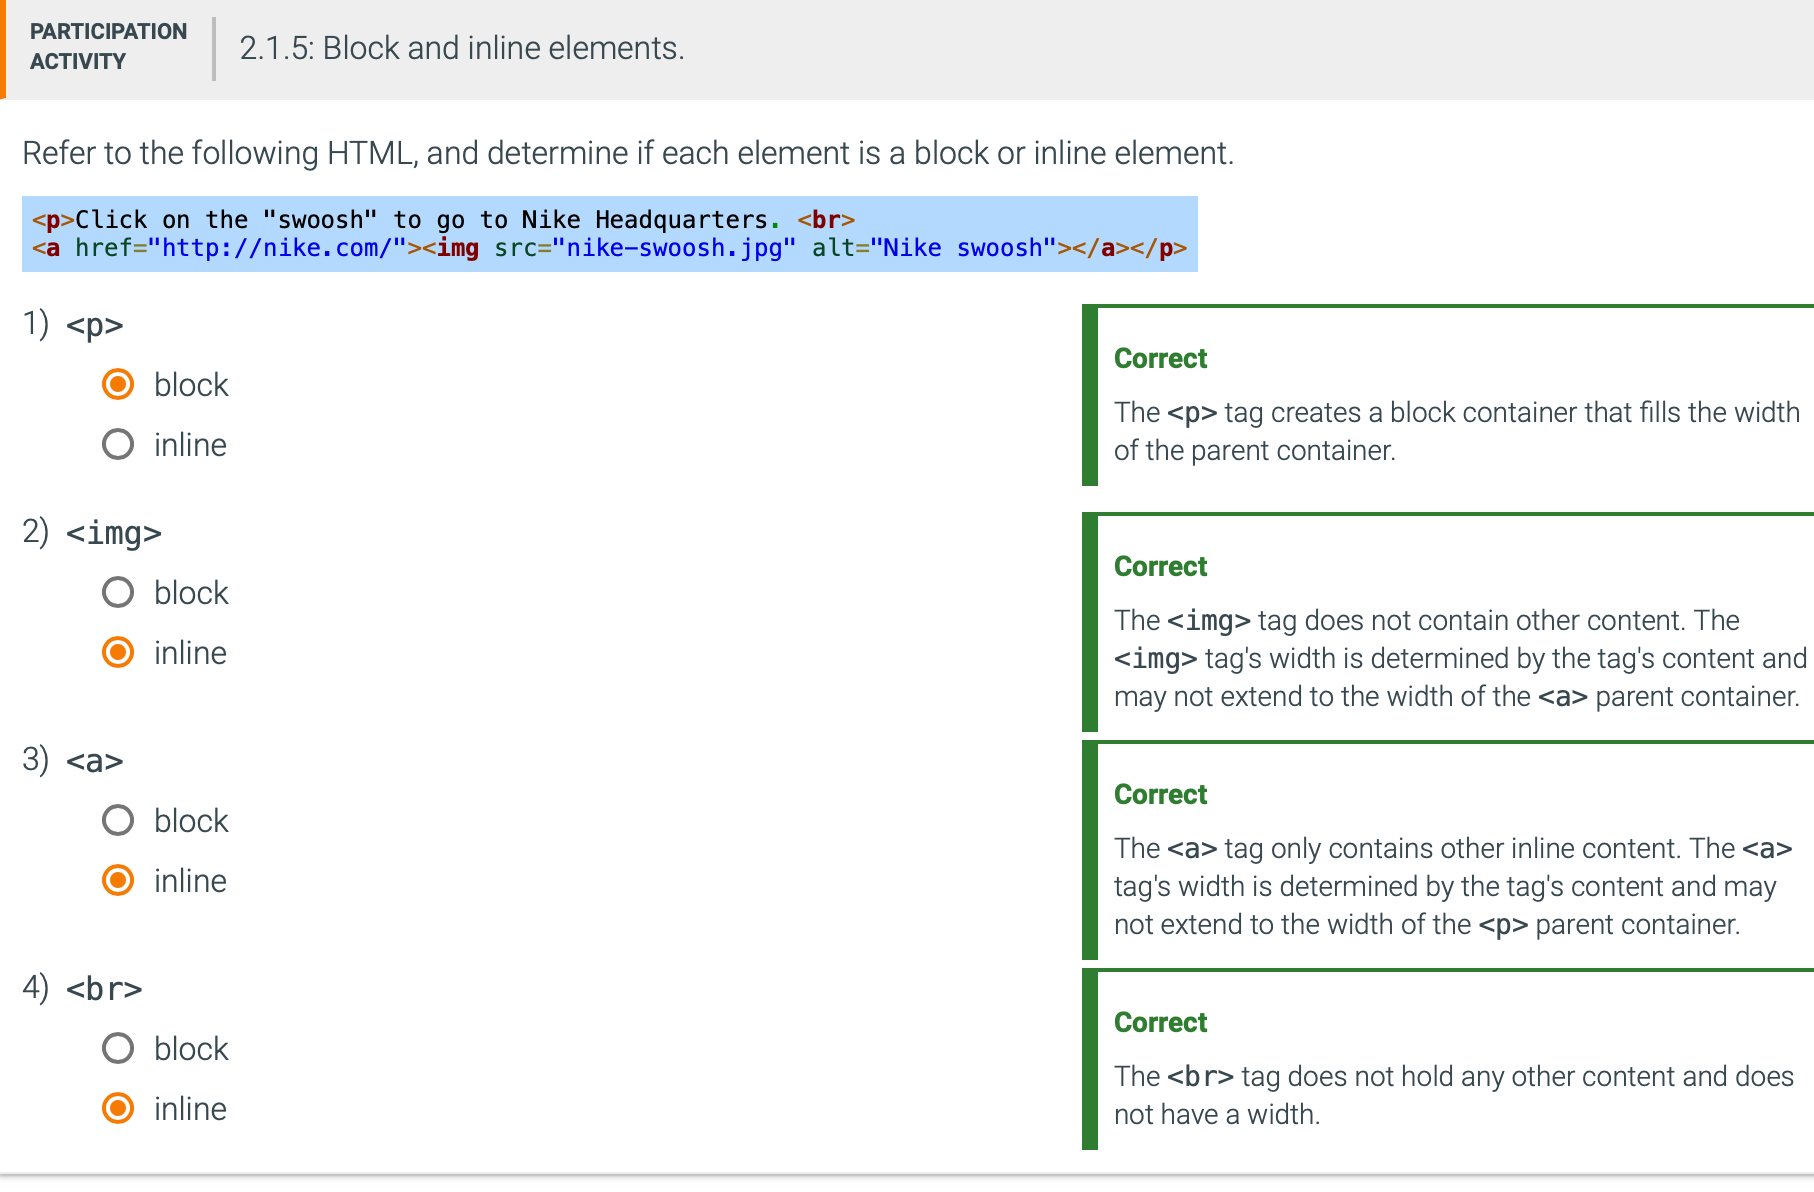 PARTICIPATION
ACTIVITY
2.1.5: Block and inline elements.
Refer to the following HTML, and determine if each element is a block or inline element.
<p>Click on the "swoosh" to go to Nike Headquarters. <br>
<a href="http://nike.com/"><img src="nike-swoosh.jpg" alt="Nike swoosh"></a></p>
1) <p>
block
inline
Correct
The <p> tag creates a block container that fills the width
of the parent container.
2) <img>
block
inline
Correct
The <img> tag does not contain other content. The
<img> tag's width is determined by the tag's content and
may not extend to the width of the <a> parent container.
3) <a>
block
inline
Correct
The <a> tag only contains other inline content. The <a>
tag's width is determined by the tag's content and may
not extend to the width of the <p> parent container.
4) <br>
block
inline
Correct
The <br> tag does not hold any other content and does
not have a width.